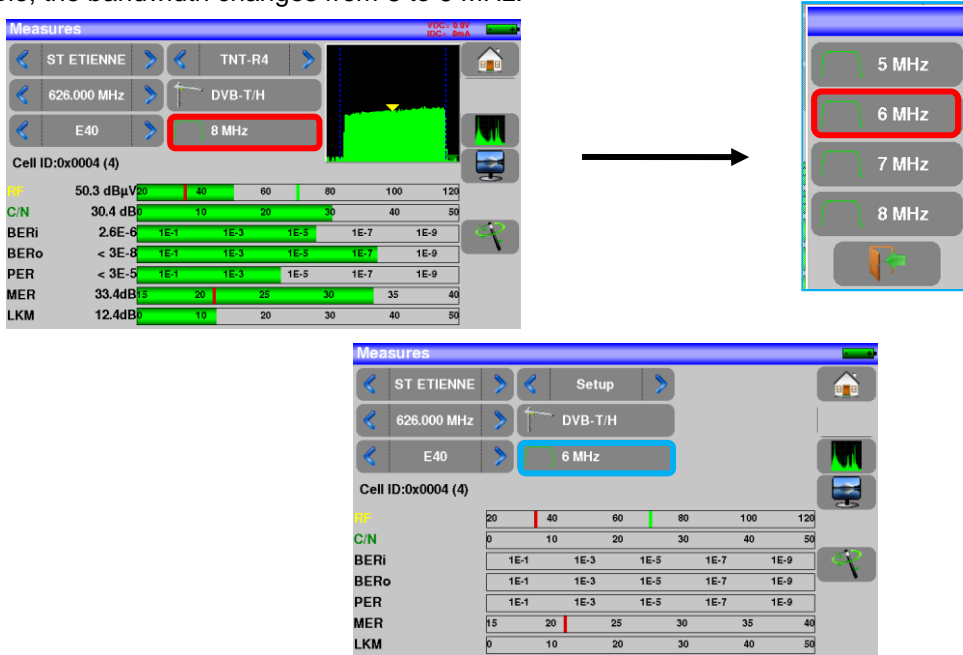 the bandwidth changes from 8 to 6 MHz.
Measures
VDC= 0.0V
IDC= 0mA
ST ETIENNE
TNT-R4
626.000 MHz
DVB-T/H
E40
8 MHz
Cell ID:0x0004 (4)
RF 50.3 dBµV 20 40 60 80 100 120
C/N 30.4 dB 0 10 20 30 40 50
BERi 2.6E-6 1E-1 1E-3 1E-5 1E-7 1E-9
BERo < 3E-8 1E-1 1E-3 1E-5 1E-7 1E-9
PER < 3E-5 1E-1 1E-3 1E-5 1E-7 1E-9
MER 33.4dB 15 20 25 30 35 40
LKM 12.4dB 0 10 20 30 40 50
5 MHz
6 MHz
7 MHz
8 MHz
Measures
ST ETIENNE
Setup
626.000 MHz
DVB-T/H
E40
6 MHz
Cell ID:0x0004 (4)
RF 20 40 60 80 100 120
C/N 0 10 20 30 40 50
BERi 1E-1 1E-3 1E-5 1E-7 1E-9
BERo 1E-1 1E-3 1E-5 1E-7 1E-9
PER 1E-1 1E-3 1E-5 1E-7 1E-9
MER 15 20 25 30 35 40
LKM 0 10 20 30 40 50